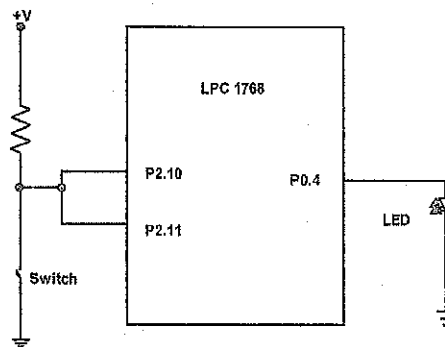 +V
LPC 1768
P2.10
P0.4
P2.11
LED
Switch